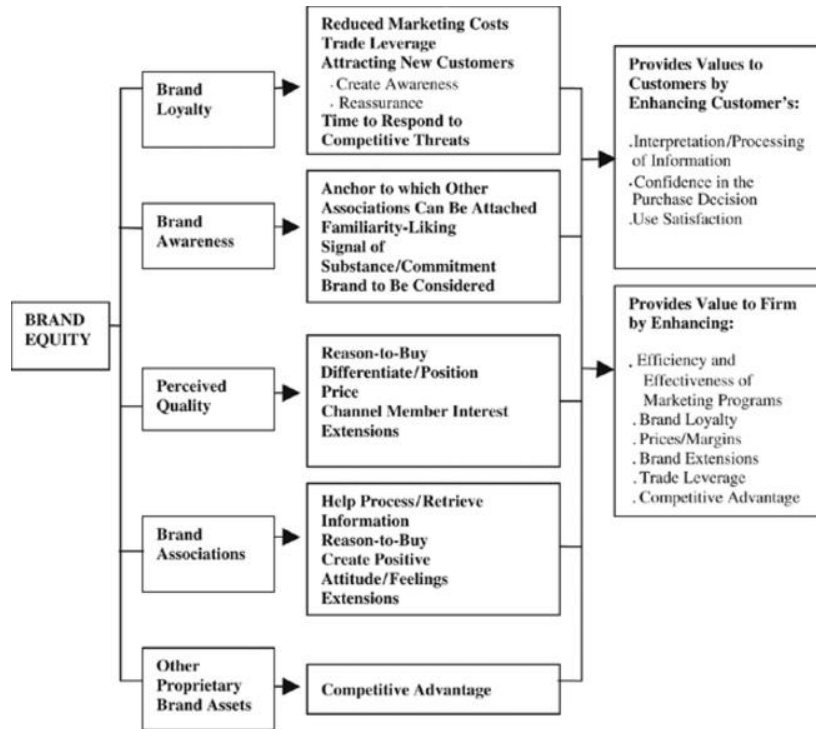 BRAND
EQUITY
Brand
Loyalty
Reduced Marketing Costs
Trade Leverage
Attracting New Customers
. Create Awareness
. Reassurance
Time to Respond to
Competitive Threats
Brand
Awareness
Anchor to which Other
Associations Can Be Attached
Familiarity-Liking
Signal of
Substance/Commitment
Brand to Be Considered
Perceived
Quality
Reason-to-Buy
Differentiate/Position
Price
Channel Member Interest
Extensions
Brand
Associations
Help Process/Retrieve
Information
Reason-to-Buy
Create Positive
Attitude/Feelings
Extensions
Other
Proprietary
Brand Assets
Competitive Advantage
Provides Values to
Customers by
Enhancing Customer's:
.Interpretation/Processing
of Information
.Confidence in the
Purchase Decision
.Use Satisfaction
Provides Value to Firm
by Enhancing:
. Efficiency and
Effectiveness of
Marketing Programs
. Brand Loyalty
. Prices/Margins
. Brand Extensions
. Trade Leverage
. Competitive Advantage